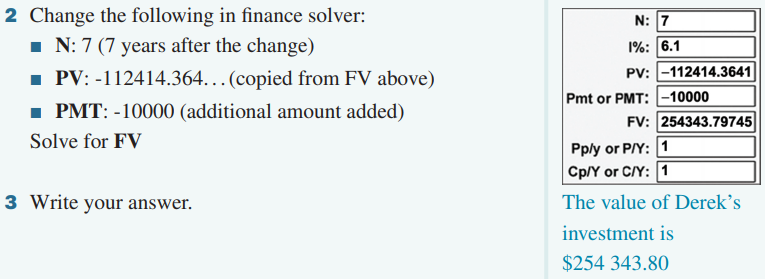 2 Change the following in finance solver:
■ N: 7 (7 years after the change)
■ PV: -112414.364. . . (copied from FV above)
■ PMT: -10000 (additional amount added)
Solve for FV
3 Write your answer.
N: 7
I%: 6.1
PV: -112414.3641
Pmt or PMT: -10000
FV: 254343.79745
Pp/y or P/Y: 1
Cp/Y or C/Y: 1
The value of Derek's
investment is
$254 343.80